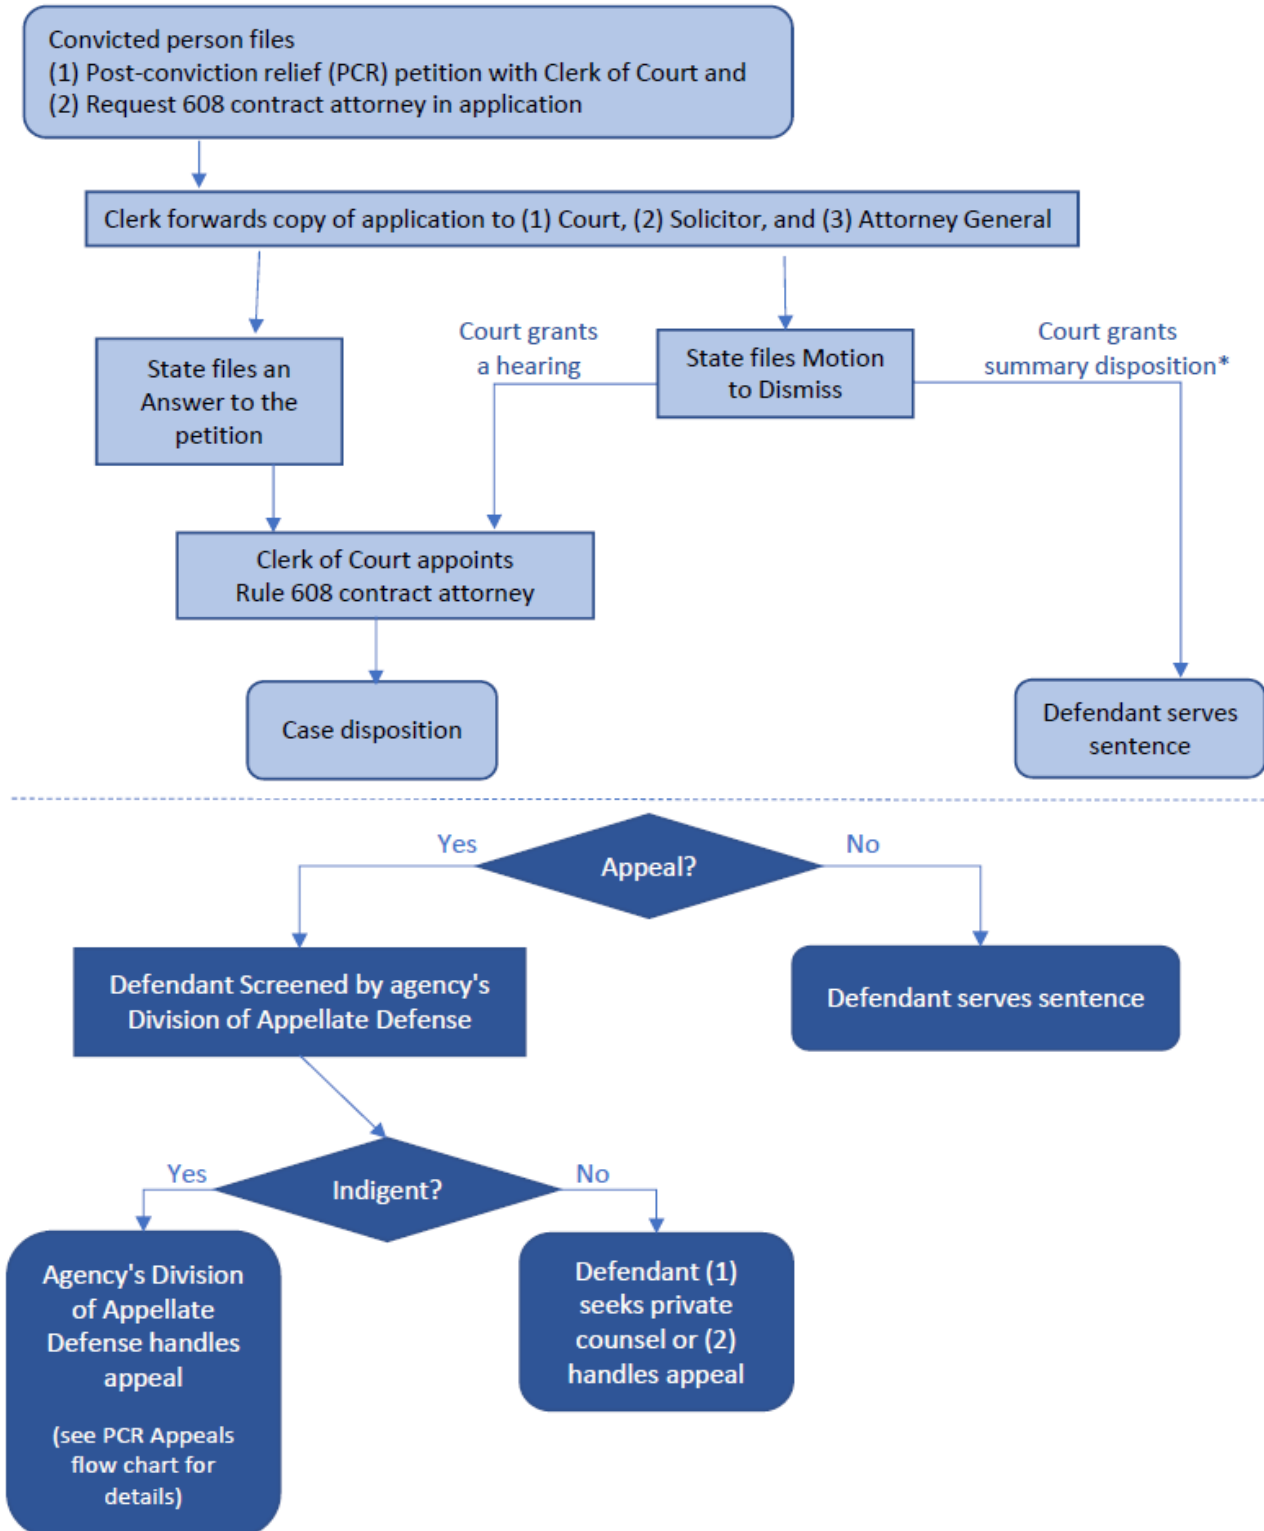 Convicted person files
(1) Post-conviction relief (PCR) petition with Clerk of Court and
(2) Request 608 contract attorney in application
Clerk forwards copy of application to (1) Court, (2) Solicitor, and (3) Attorney General
State files an
Answer to the
petition
Court grants
a hearing
State files Motion
to Dismiss
Court grants
summary disposition*
Clerk of Court appoints
Rule 608 contract attorney
Case disposition
Defendant serves
sentence
Appeal?
Yes
No
Defendant Screened by agency's
Division of Appellate Defense
Defendant serves sentence
Indigent?
Yes
No
Agency's Division
of Appellate
Defense handles
appeal
(see PCR Appeals
flow chart for
details)
Defendant (1)
seeks private
counsel or (2)
handles appeal